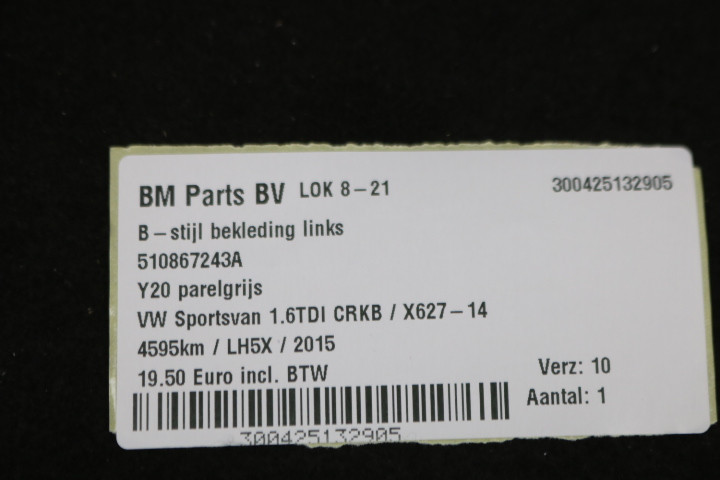 BM Parts BV LOK 8-21 300425132905
B-stijl bekleding links
510867243A
Y20 parelgrijs
VW Sportsvan 1.6TDI CRKB / X627-14
4595km / LH5X / 2015
19.50 Euro incl. BTW
Verz: 10
Aantal: 1
300425132905